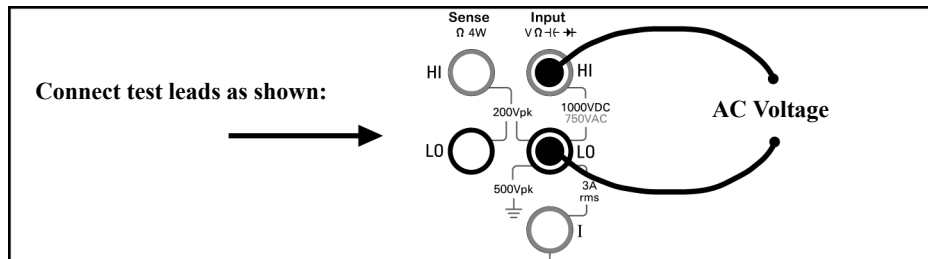 Sense Input
Ω 4W V Ω ⊣(⊢ ➔⊢
HI HI
Connect test leads as shown:
200Vpk 1000VDC
750VAC
AC Voltage
LO LO
500Vpk 3A
rms
I